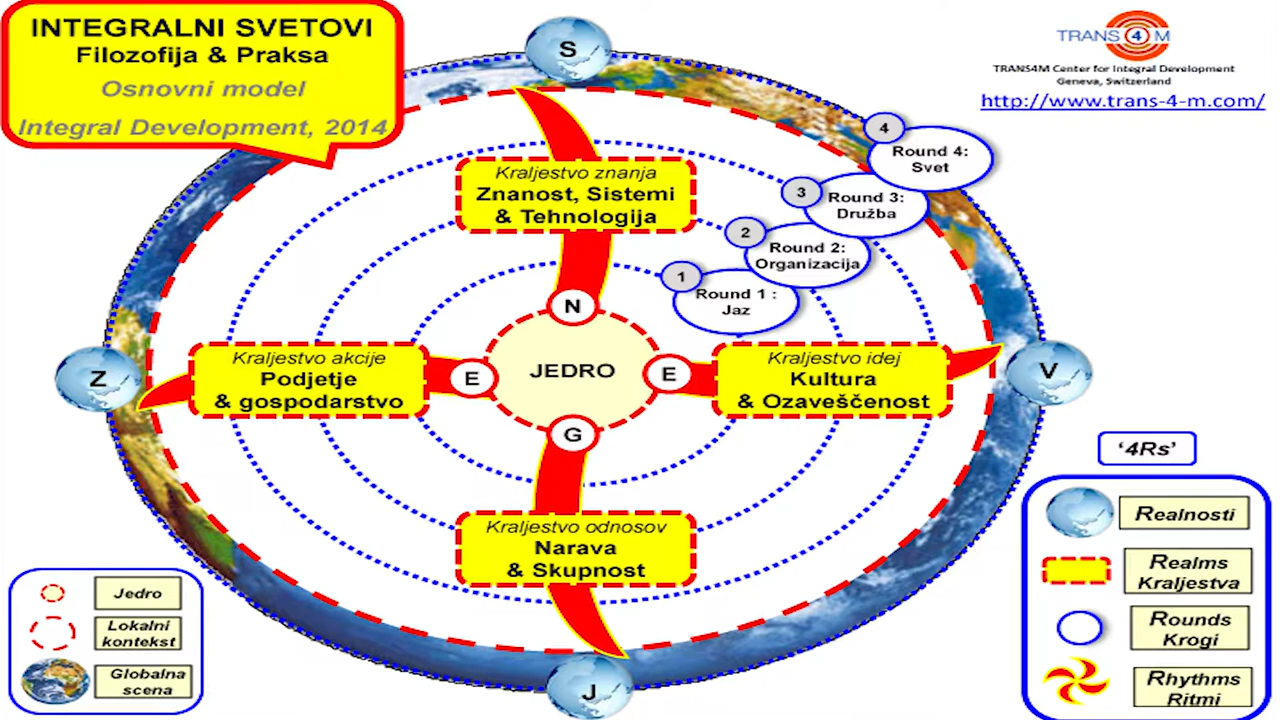 INTEGRALNI SVETOVI
Filozofija & Praksa
Osnovni model
Integral Development, 2014
TRANS 4 M
TRANS4M Center for Integral Development
Geneva, Switzerland
http://www.trans-4-m.com/
S
4
Round 4:
Svet
3
Round 3:
Družba
2
Round 2:
Organizacija
1
Round 1 :
Jaz
Kraljestvo znanja
Znanost, Sistemi
& Tehnologija
N
Z
Kraljestvo akcije
Podjetje
& gospodarstvo
E
JEDRO
E
Kraljestvo idej
Kultura
& Ozaveščenost
V
G
Kraljestvo odnosov
Narava
& Skupnost
J
Jedro
Lokalni
kontekst
Globalna
scena
‘4Rs’
Realnosti
Realms
Kraljestva
Rounds
Krogi
Rhythms
Ritmi